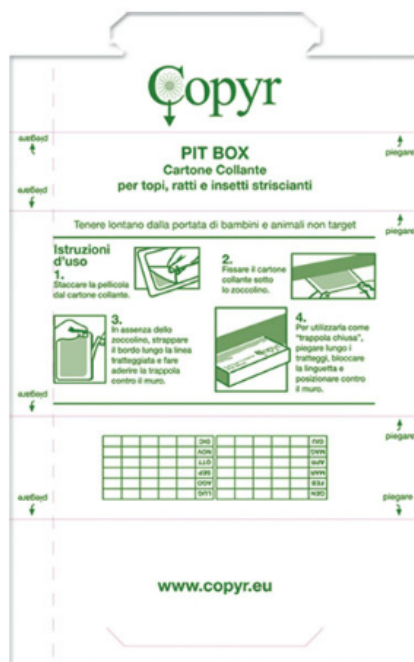 Copyr
PIT BOX
Cartone Collante
per topi, ratti e insetti striscianti
piegare
piegare
piegare
piegare
Tenere lontano dalla portata di bambini e animali non target
Istruzioni
d'uso
1.
Staccare la pellicola
dal cartone collante.
2.
Fissare il cartone
collante sotto
lo zoccolino.
3.
In assenza dello
zoccolino, strappare
il bordo lungo la linea
tratteggiata e fare
aderire la trappola
contro il muro.
4.
Per utilizzarla come
"trappola chiusa",
piegare lungo i
tratteggi, bloccare
la linguetta e
posizionare contro
il muro.
piegare
piegare
piegare
piegare
GEN
FEB
MAR
APR
MAG
GIU
LUG
AGO
SEP
OTT
NOV
DIC
www.copyr.eu